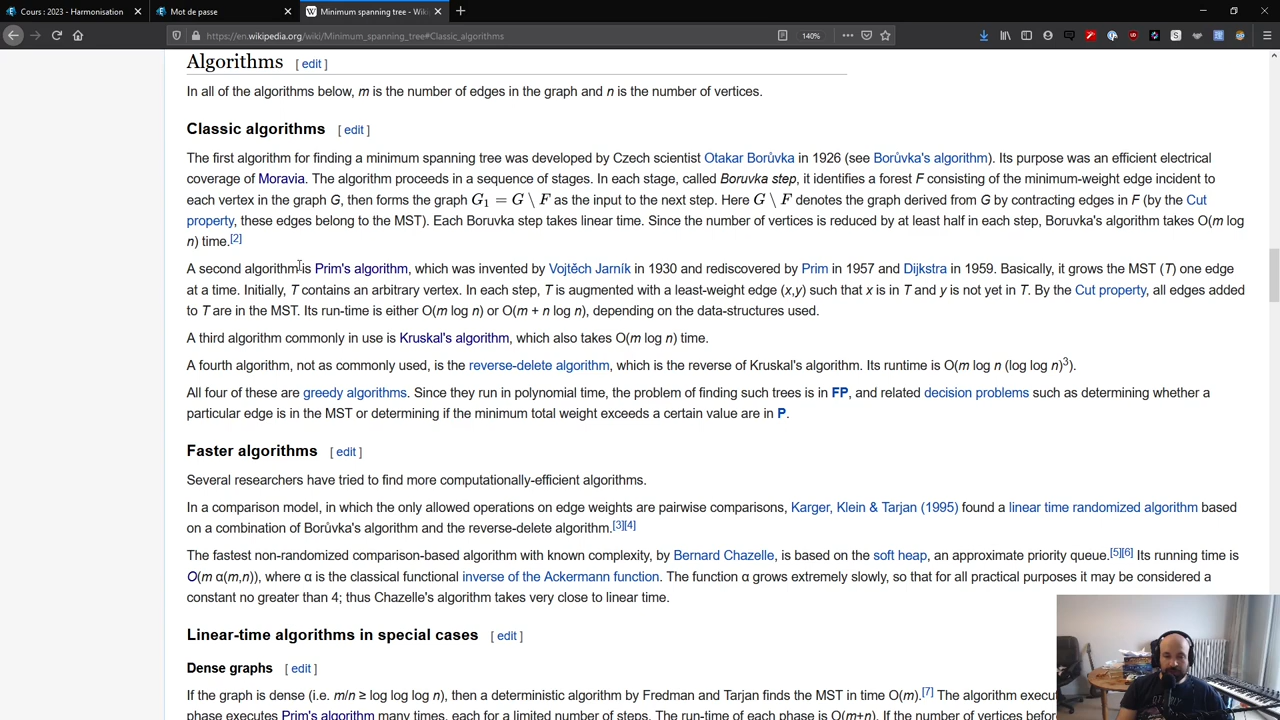 Cours : 2023 - Harmonisation
Mot de passe
Minimum spanning tree - Wiki
https://en.wikipedia.org/wiki/Minimum_spanning_tree#Classic_algorithms
140%
Algorithms [ edit ]
In all of the algorithms below, m is the number of edges in the graph and n is the number of vertices.
Classic algorithms [ edit ]
The first algorithm for finding a minimum spanning tree was developed by Czech scientist Otakar Borůvka in 1926 (see Borůvka's algorithm). Its purpose was an efficient electrical
coverage of Moravia. The algorithm proceeds in a sequence of stages. In each stage, called Boruvka step, it identifies a forest F consisting of the minimum-weight edge incident to
each vertex in the graph G, then forms the graph G₁ = G \ F as the input to the next step. Here G \ F denotes the graph derived from G by contracting edges in F (by the Cut
property, these edges belong to the MST). Each Boruvka step takes linear time. Since the number of vertices is reduced by at least half in each step, Boruvka's algorithm takes O(m log
n) time.[2]
A second algorithm is Prim's algorithm, which was invented by Vojtěch Jarník in 1930 and rediscovered by Prim in 1957 and Dijkstra in 1959. Basically, it grows the MST (T) one edge
at a time. Initially, T contains an arbitrary vertex. In each step, T is augmented with a least-weight edge (x,y) such that x is in T and y is not yet in T. By the Cut property, all edges added
to T are in the MST. Its run-time is either O(m log n) or O(m + n log n), depending on the data-structures used.
A third algorithm commonly in use is Kruskal's algorithm, which also takes O(m log n) time.
A fourth algorithm, not as commonly used, is the reverse-delete algorithm, which is the reverse of Kruskal's algorithm. Its runtime is O(m log n (log log n)³).
All four of these are greedy algorithms. Since they run in polynomial time, the problem of finding such trees is in FP, and related decision problems such as determining whether a
particular edge is in the MST or determining if the minimum total weight exceeds a certain value are in P.
Faster algorithms [ edit ]
Several researchers have tried to find more computationally-efficient algorithms.
In a comparison model, in which the only allowed operations on edge weights are pairwise comparisons, Karger, Klein & Tarjan (1995) found a linear time randomized algorithm based
on a combination of Borůvka's algorithm and the reverse-delete algorithm.[3][4]
The fastest non-randomized comparison-based algorithm with known complexity, by Bernard Chazelle, is based on the soft heap, an approximate priority queue.[5][6] Its running time is
O(m α(m,n)), where α is the classical functional inverse of the Ackermann function. The function α grows extremely slowly, so that for all practical purposes it may be considered a
constant no greater than 4; thus Chazelle's algorithm takes very close to linear time.
Linear-time algorithms in special cases [ edit ]
Dense graphs [ edit ]
If the graph is dense (i.e. m/n ≥ log log log n), then a deterministic algorithm by Fredman and Tarjan finds the MST in time O(m).[7] The algorithm execu
phase executes Prim's algorithm many times, each for a limited number of steps. The run-time of each phase is O(m+n). If the number of vertices befor